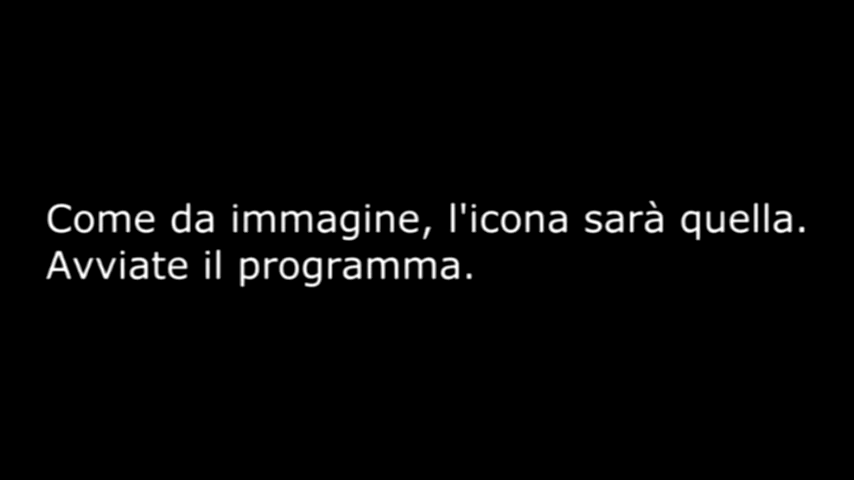 Come da immagine, l'icona sarà quella.
Avviate il programma.